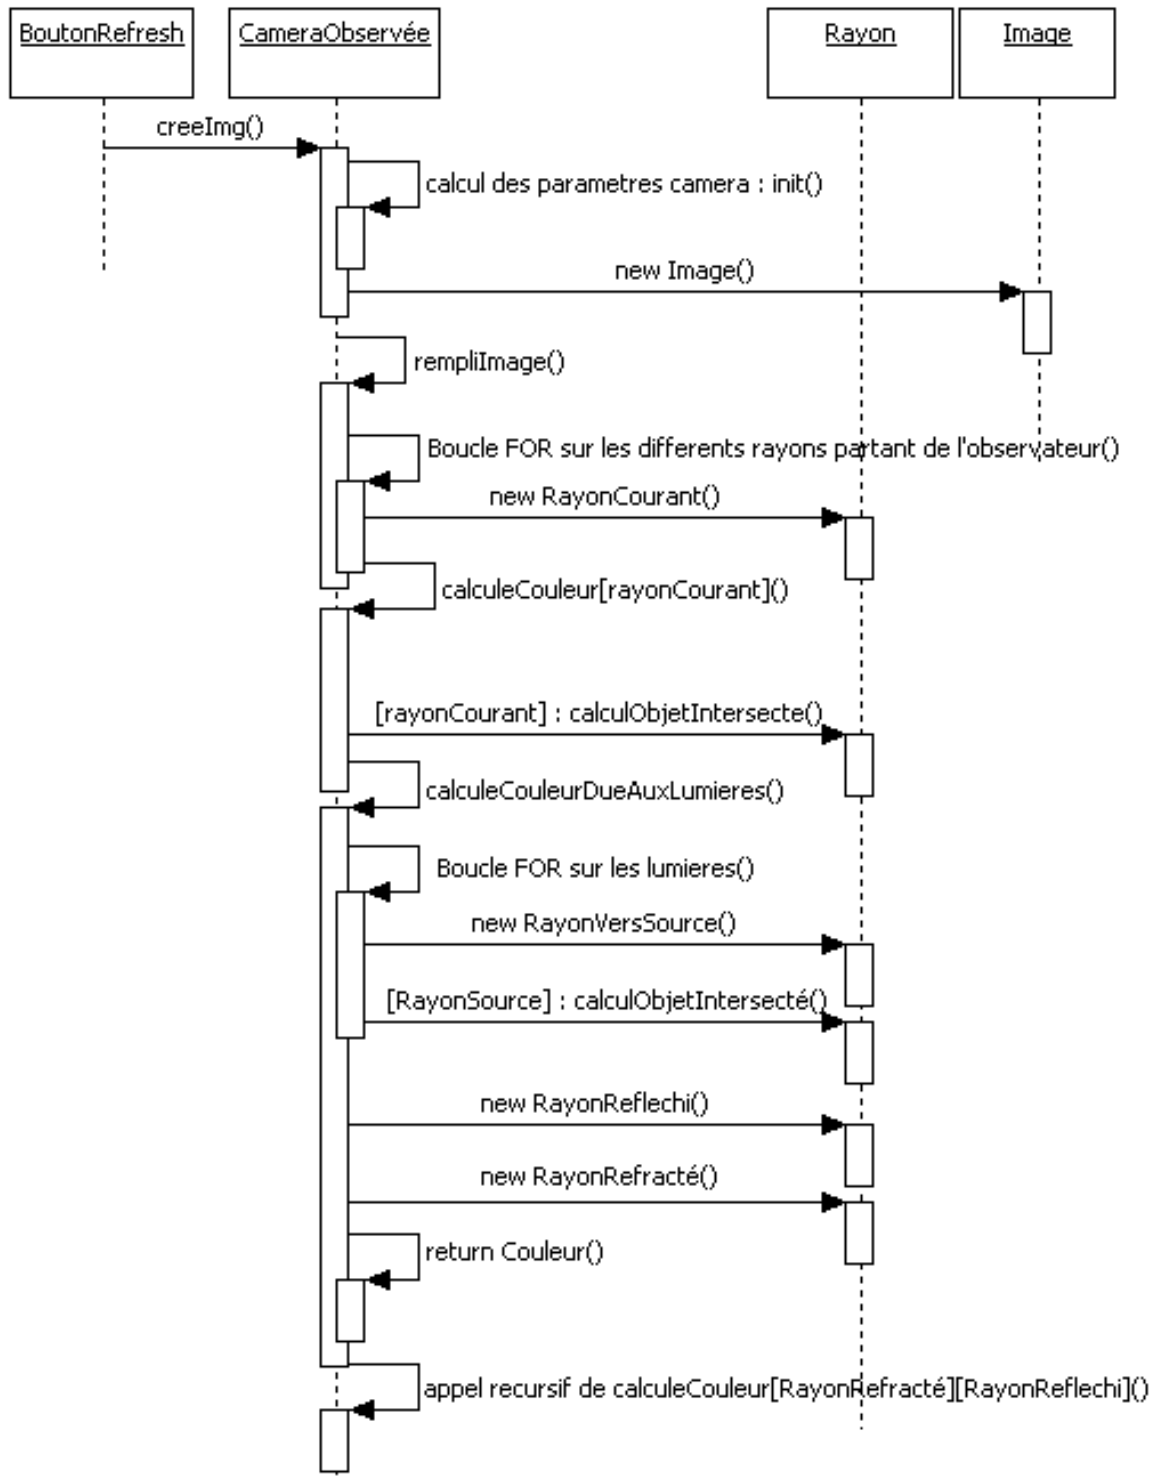 BoutonRefresh
CameraObservée
Rayon
Image
creeImg()
calcul des parametres camera : init()
new Image()
rempliImage()
Boucle FOR sur les differents rayons partant de l'observateur()
new RayonCourant()
calculeCouleur[rayonCourant]()
[rayonCourant] : calculObjetIntersecte()
calculeCouleurDueAuxLumieres()
Boucle FOR sur les lumieres()
new RayonVersSource()
[RayonSource] : calculObjetIntersecté()
new RayonReflechi()
new RayonRefracté()
return Couleur()
appel recursif de calculeCouleur[RayonRefracté][RayonReflechi]()